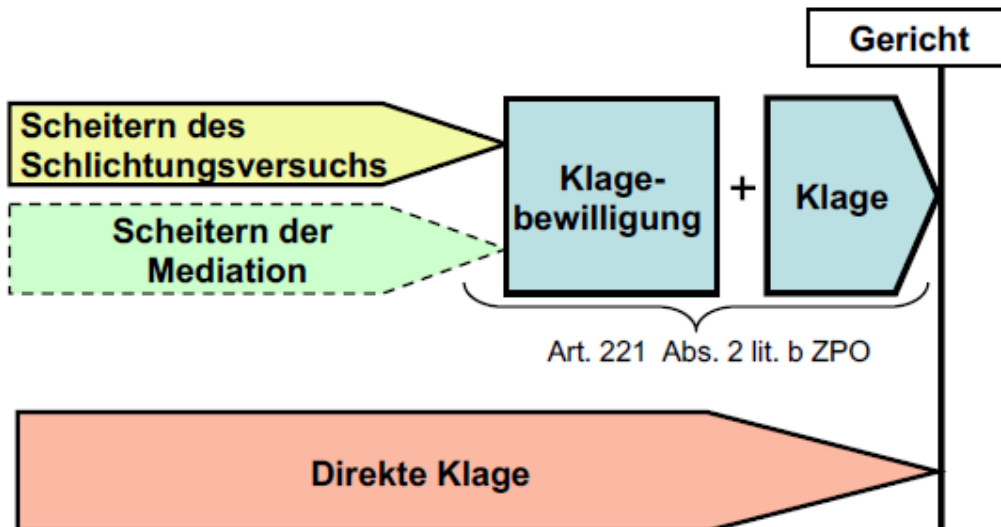 Gericht
Scheitern des
Schlichtungsversuchs
Scheitern der
Mediation
Klage-
bewilligung
+
Klage
Art. 221 Abs. 2 lit. b ZPO
Direkte Klage